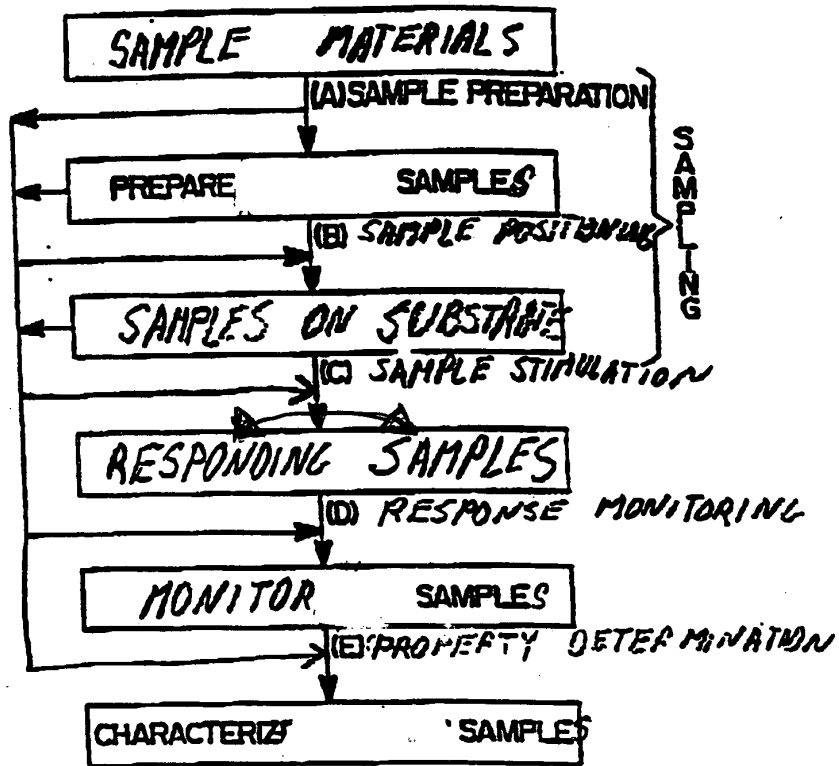 SAMPLE MATERIALS
(A) SAMPLE PREPARATION
PREPARE SAMPLES
(B) SAMPLE POSITIONING
SAMPLES ON SUBSTRATE
(C) SAMPLE STIMULATION
RESPONDING SAMPLES
(D) RESPONSE MONITORING
MONITOR SAMPLES
(E) PROPERTY DETERMINATION
CHARACTERIZE SAMPLES
SAMPLING